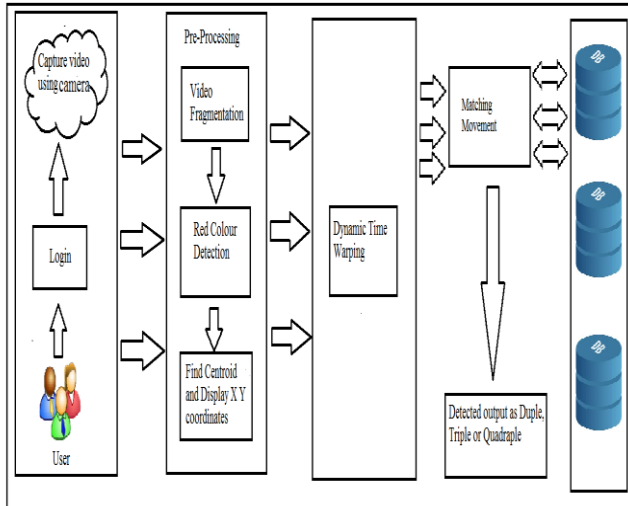 Capture video
using camera
Login
User
Pre-Processing
Video
Fragmentation
Red Colour
Detection
Find Centroid
and Display X Y
coordinates
Dynamic Time
Warping
Matching
Movement
Detected output as Duple,
Triple or Quadraple
DB
DB
DB